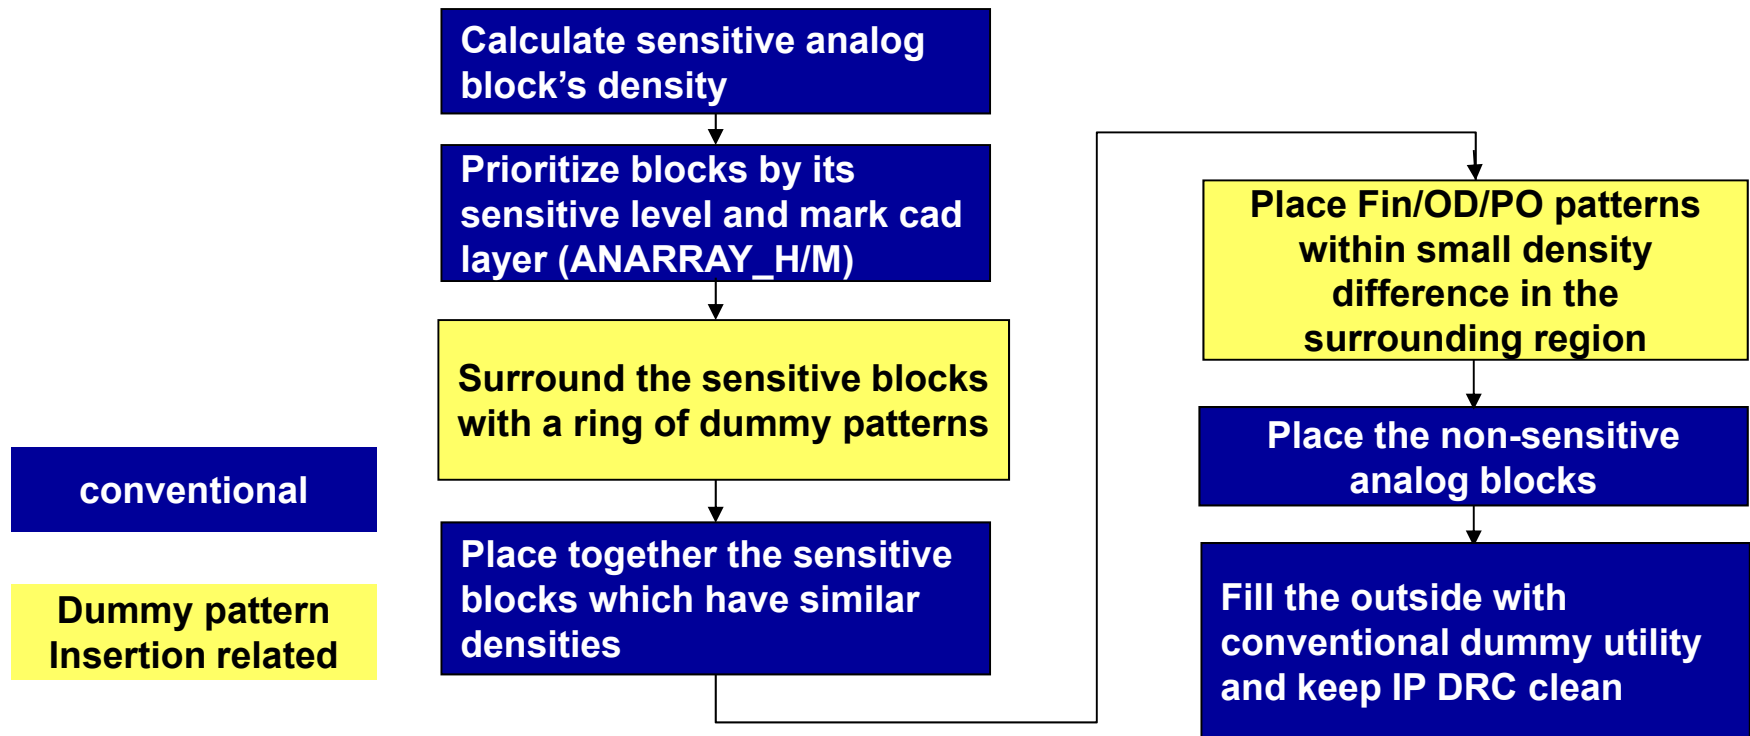 Calculate sensitive analog
block’s density
Prioritize blocks by its
sensitive level and mark cad
layer (ANARRAY_H/M)
Surround the sensitive blocks
with a ring of dummy patterns
Place together the sensitive
blocks which have similar
densities
Place Fin/OD/PO patterns
within small density
difference in the
surrounding region
Place the non-sensitive
analog blocks
Fill the outside with
conventional dummy utility
and keep IP DRC clean
conventional
Dummy pattern
Insertion related